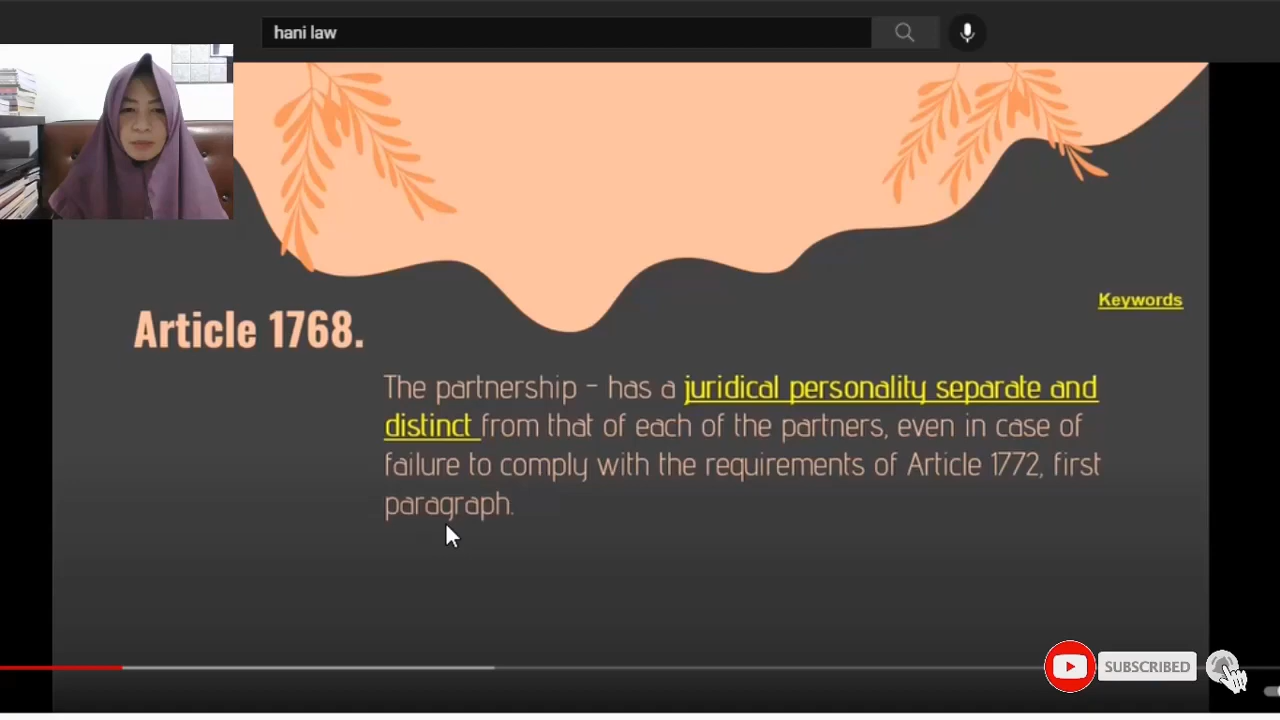 hani law
Keywords
Article 1768.
The partnership – has a juridical personality separate and
distinct from that of each of the partners, even in case of
failure to comply with the requirements of Article 1772, first
paragraph.
SUBSCRIBED